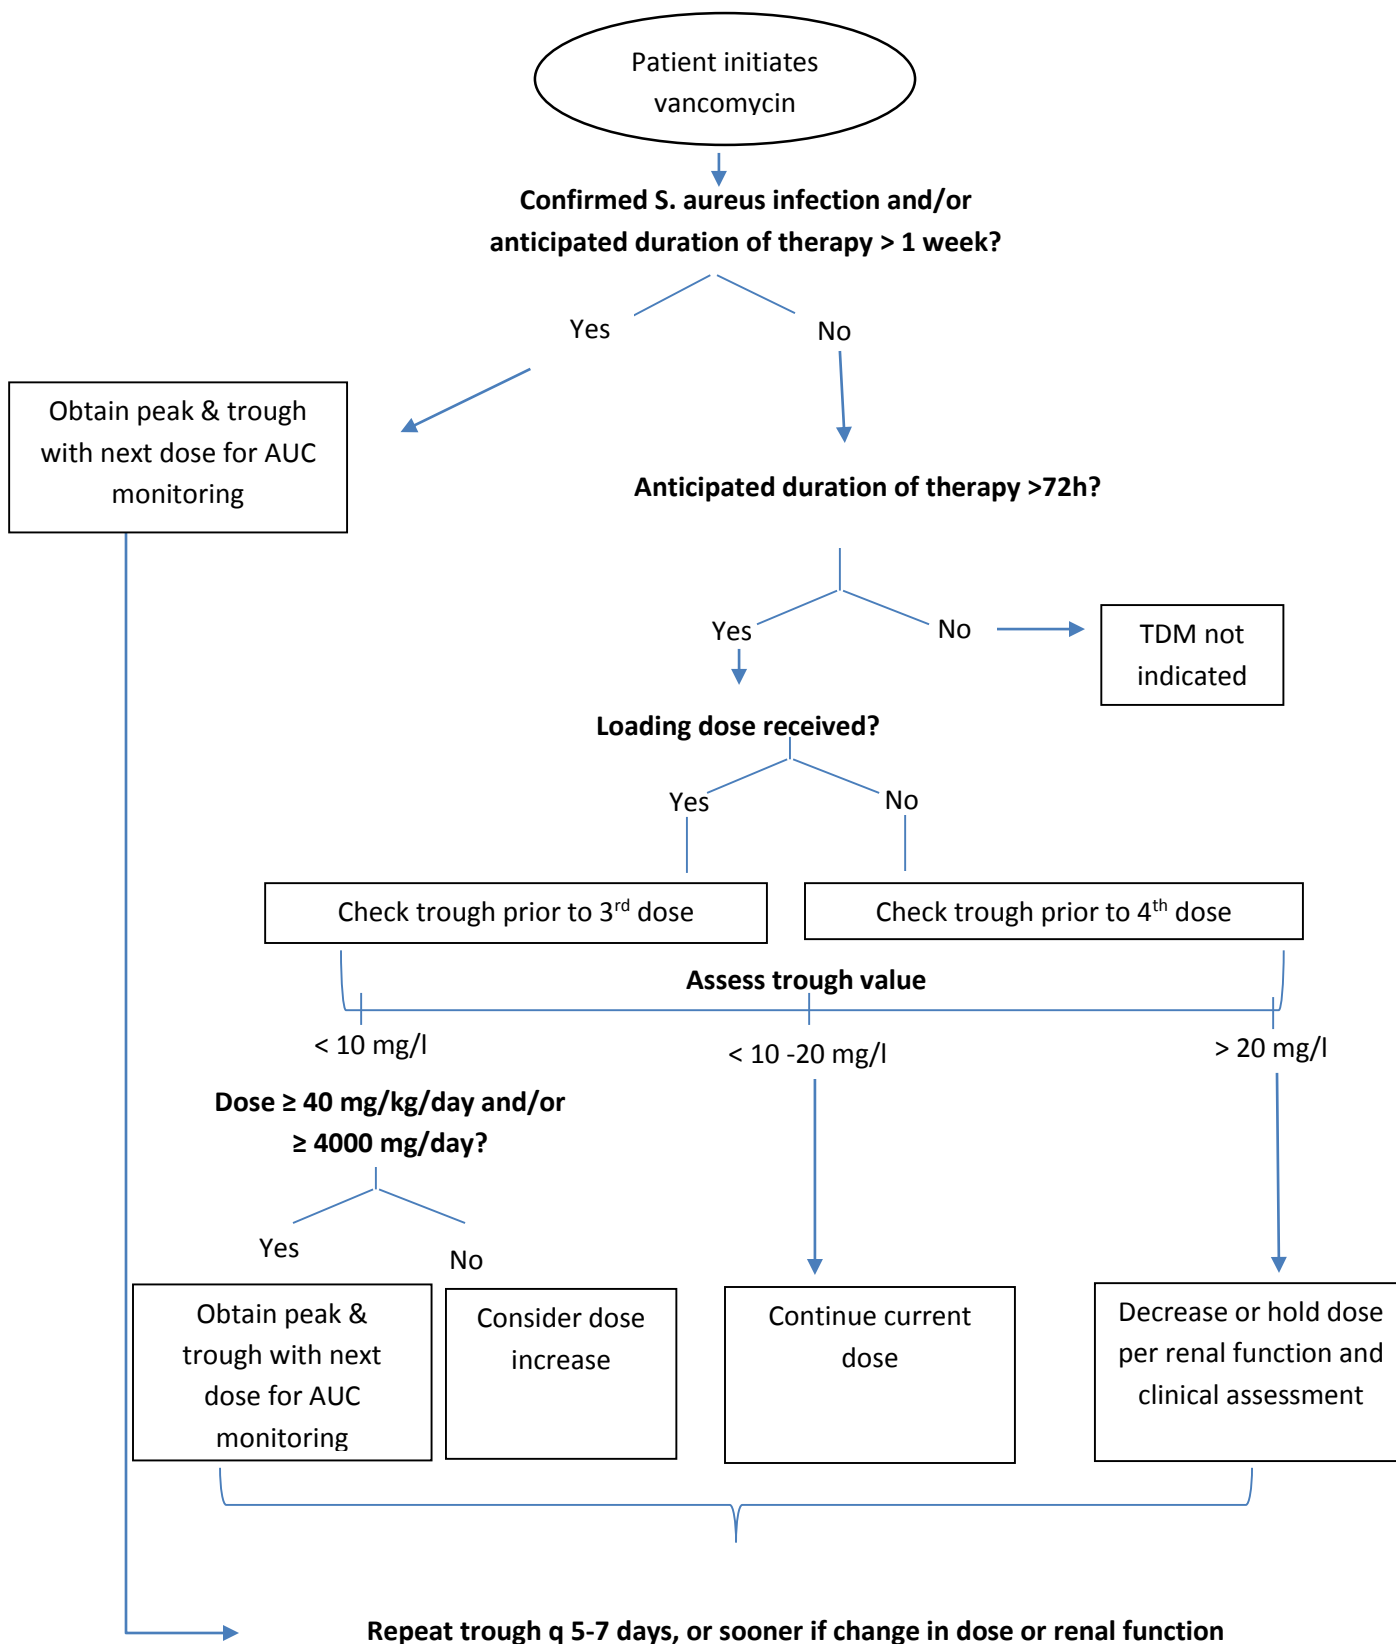 Patient initiates
vancomycin
Confirmed S. aureus infection and/or
anticipated duration of therapy > 1 week?
Yes
No
Obtain peak & trough
with next dose for AUC
monitoring
Anticipated duration of therapy >72h?
Yes
No
TDM not
indicated
Loading dose received?
Yes
No
Check trough prior to 3rd dose
Check trough prior to 4th dose
Assess trough value
< 10 mg/l
< 10 -20 mg/l
> 20 mg/l
Dose ≥ 40 mg/kg/day and/or
≥ 4000 mg/day?
Yes
No
Obtain peak &
trough with next
dose for AUC
monitoring
Consider dose
increase
Continue current
dose
Decrease or hold dose
per renal function and
clinical assessment
Repeat trough q 5-7 days, or sooner if change in dose or renal function